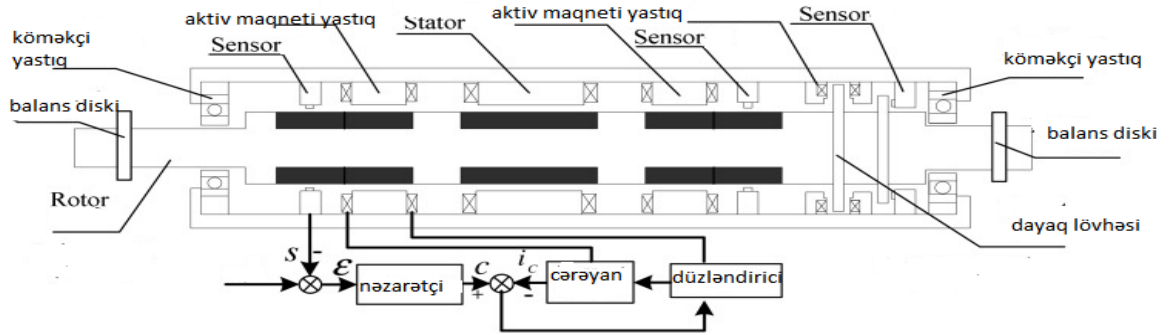 aktiv maqneti yastıq
Stator
aktiv maqneti yastıq
Sensor
köməkçi
yastıq
Sensor
Sensor
köməkçi yastıq
balans diski
balans diski
Rotor
dayaq lövhəsi
s
-
ε
nəzarətçi
c
+
i_c
-
cərəyan
düzləndirici